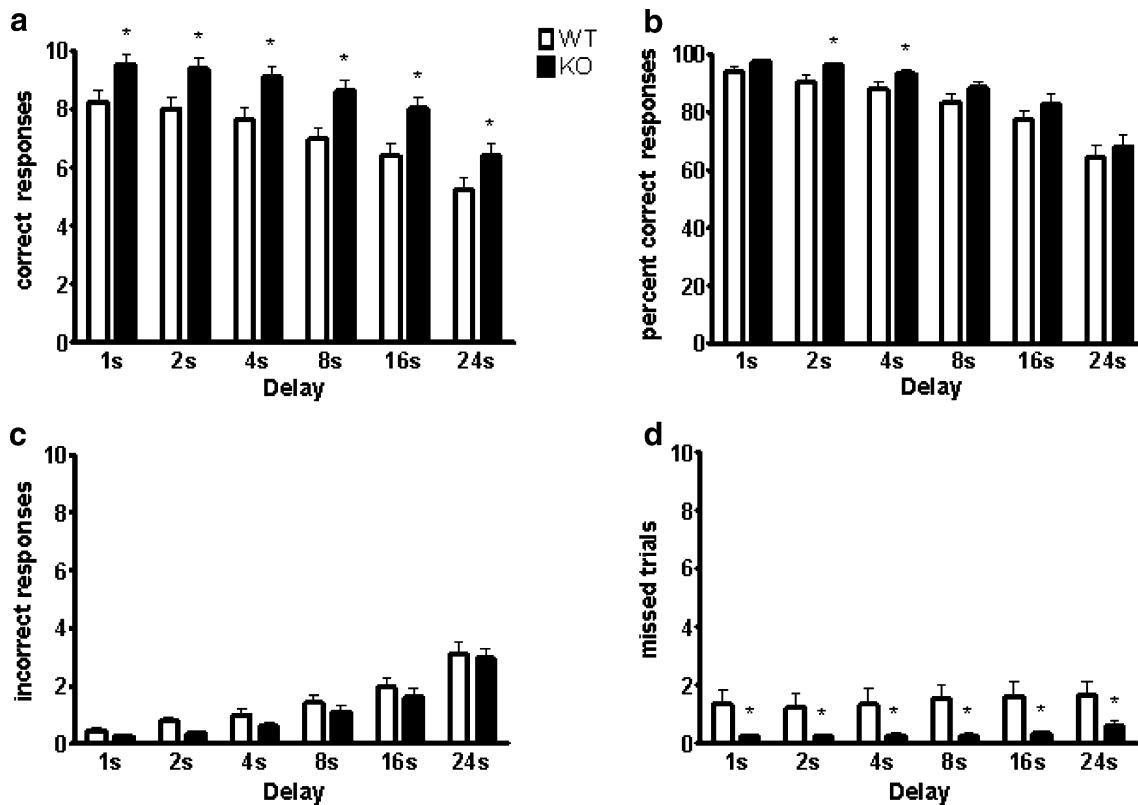 a
correct responses
10
8
6
4
2
0
* * * * * *
1s 2s 4s 8s 16s 24s
Delay
WT
KO
b
percent correct responses
100
80
60
40
20
0
* *
1s 2s 4s 8s 16s 24s
Delay
c
incorrect responses
10
8
6
4
2
0
1s 2s 4s 8s 16s 24s
Delay
d
missed trials
10
8
6
4
2
0
* * * * * *
1s 2s 4s 8s 16s 24s
Delay